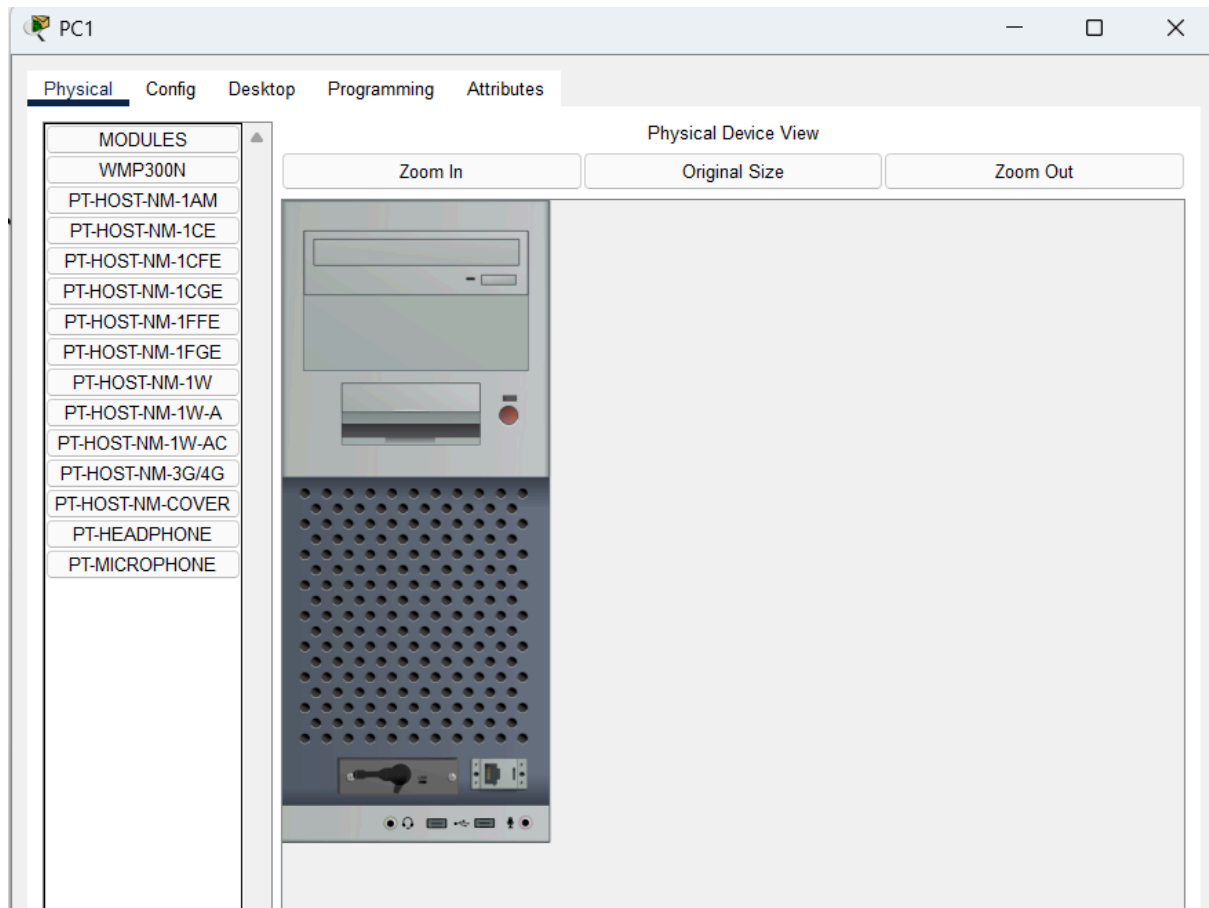 PC1
Physical Config Desktop Programming Attributes
MODULES
WMP300N
PT-HOST-NM-1AM
PT-HOST-NM-1CE
PT-HOST-NM-1CFE
PT-HOST-NM-1CGE
PT-HOST-NM-1FFE
PT-HOST-NM-1FGE
PT-HOST-NM-1W
PT-HOST-NM-1W-A
PT-HOST-NM-1W-AC
PT-HOST-NM-3G/4G
PT-HOST-NM-COVER
PT-HEADPHONE
PT-MICROPHONE
Physical Device View
Zoom In Original Size Zoom Out